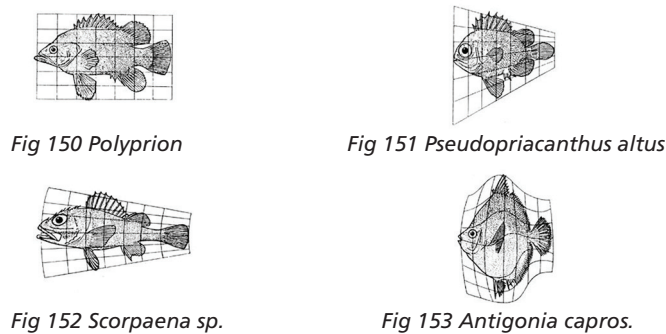 Fig 150 Polyprion
Fig 151 Pseudopriacanthus altus
Fig 152 Scorpaena sp.
Fig 153 Antigonia capros.